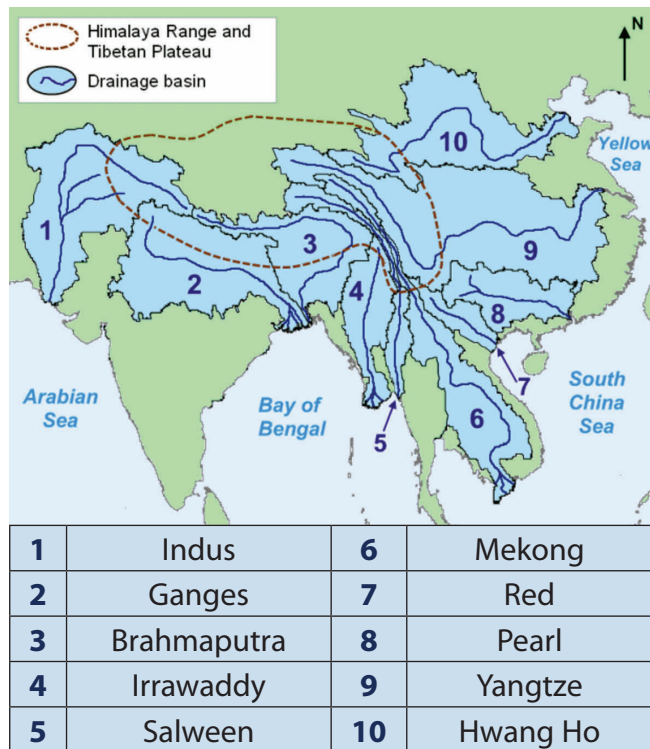 Himalaya Range and
Tibetan Plateau
Drainage basin
N
10
Yellow
Sea
1
3
9
2
4
8
Arabian
Sea
Bay of
Bengal
7
South
China
Sea
6
5
1 Indus 6 Mekong
2 Ganges 7 Red
3 Brahmaputra 8 Pearl
4 Irrawaddy 9 Yangtze
5 Salween 10 Hwang Ho